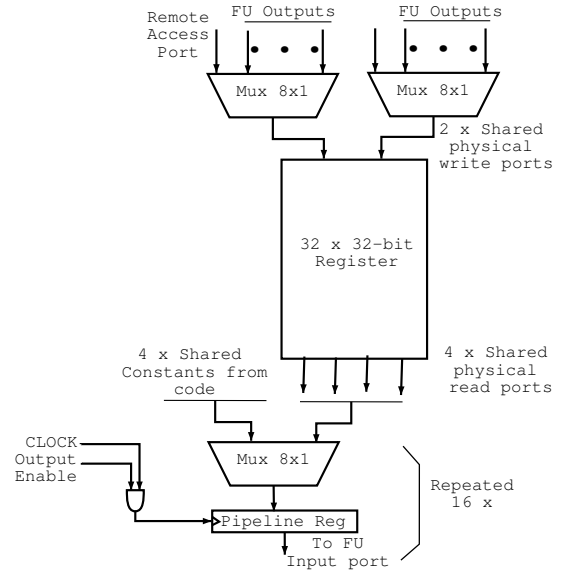 Remote
Access
Port
FU Outputs
FU Outputs
Mux 8x1
Mux 8x1
2 x Shared
physical
write ports
32 x 32-bit
Register
4 x Shared
Constants from
code
4 x Shared
physical
read ports
CLOCK
Output
Enable
Mux 8x1
Repeated
16 x
Pipeline Reg
To FU
Input port